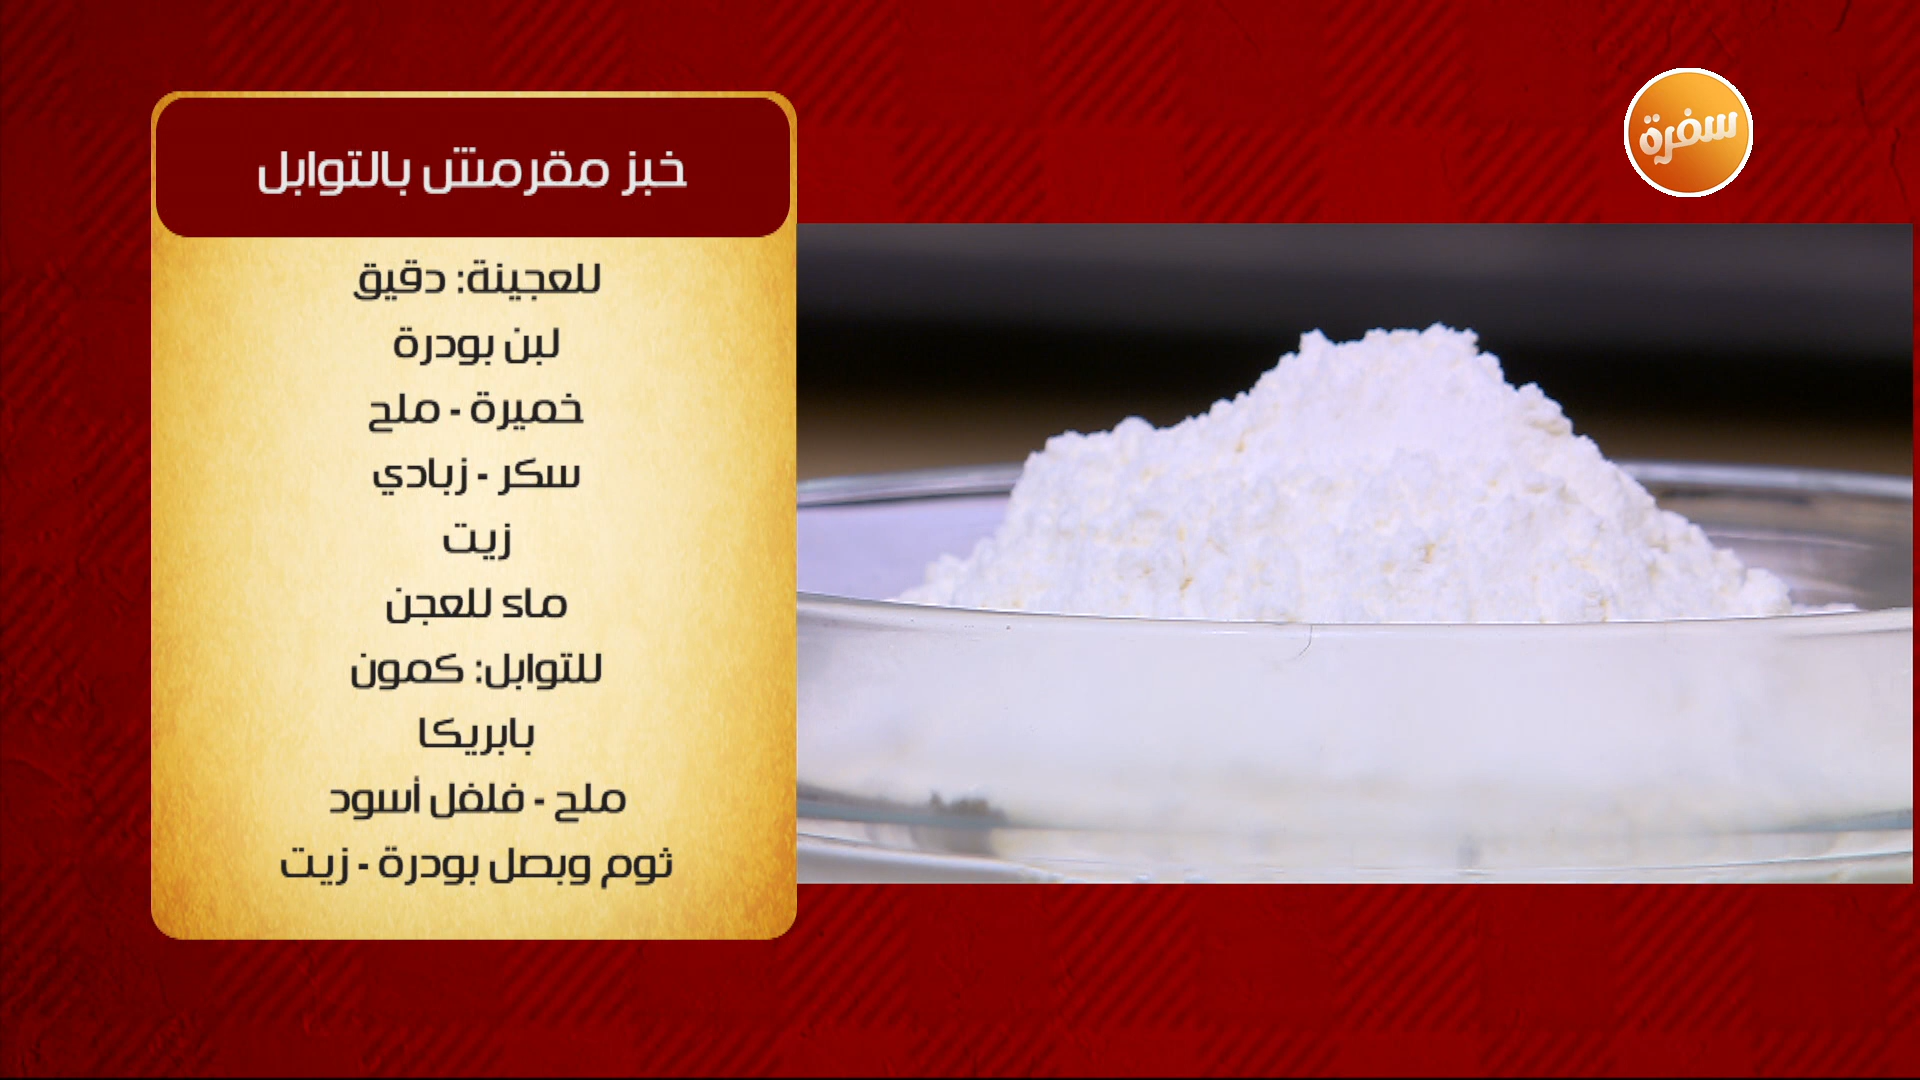 سفرة
خبز مقرمش بالتوابل
للعجينة: دقيق
لبن بودرة
خميرة - ملح
سكر - زبادي
زيت
ماء للعجن
للتوابل: كمون
بابريكا
ملح - فلفل أسود
ثوم وبصل بودرة - زيت